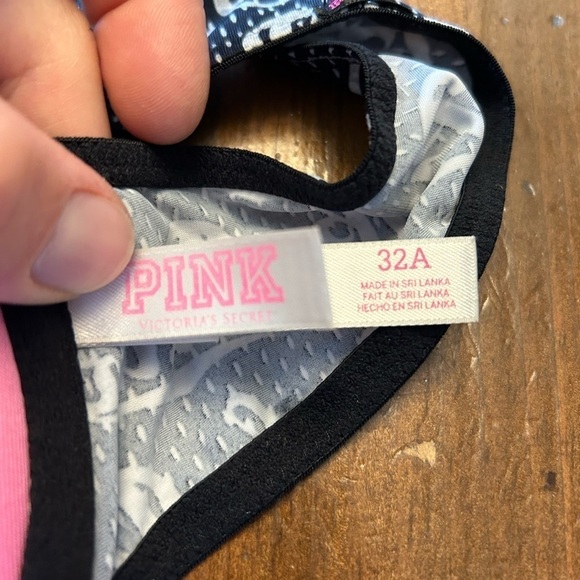 PINK
VICTORIA'S SECRET
32A
MADE IN SRI LANKA
FAIT AU SRI LANKA
HECHO EN SRI LANKA